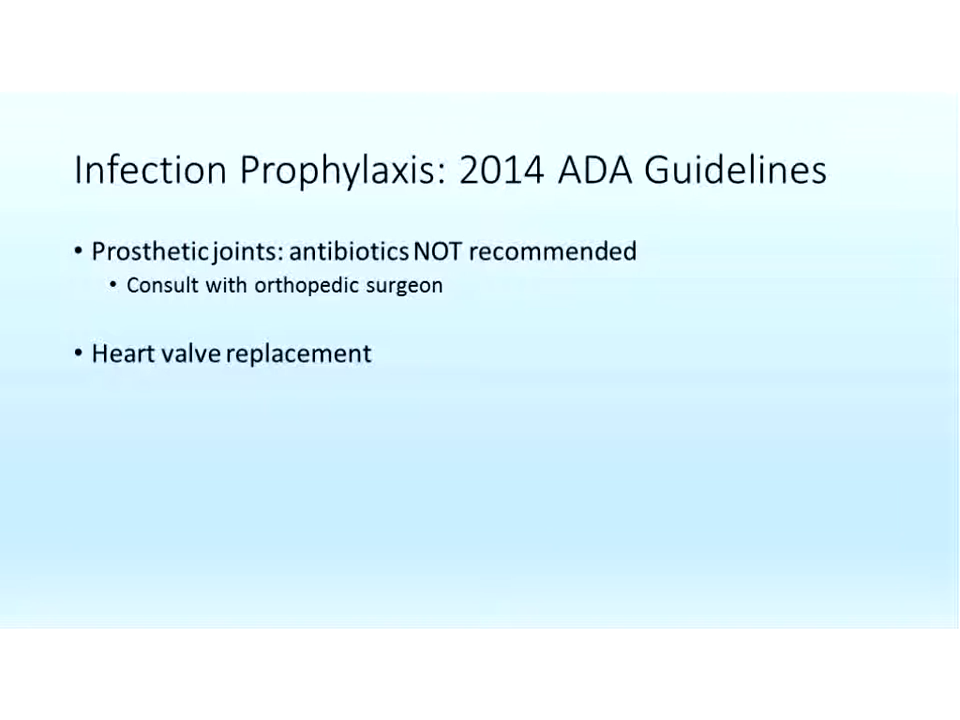 Infection Prophylaxis: 2014 ADA Guidelines
• Prosthetic joints: antibiotics NOT recommended
• Consult with orthopedic surgeon
• Heart valve replacement